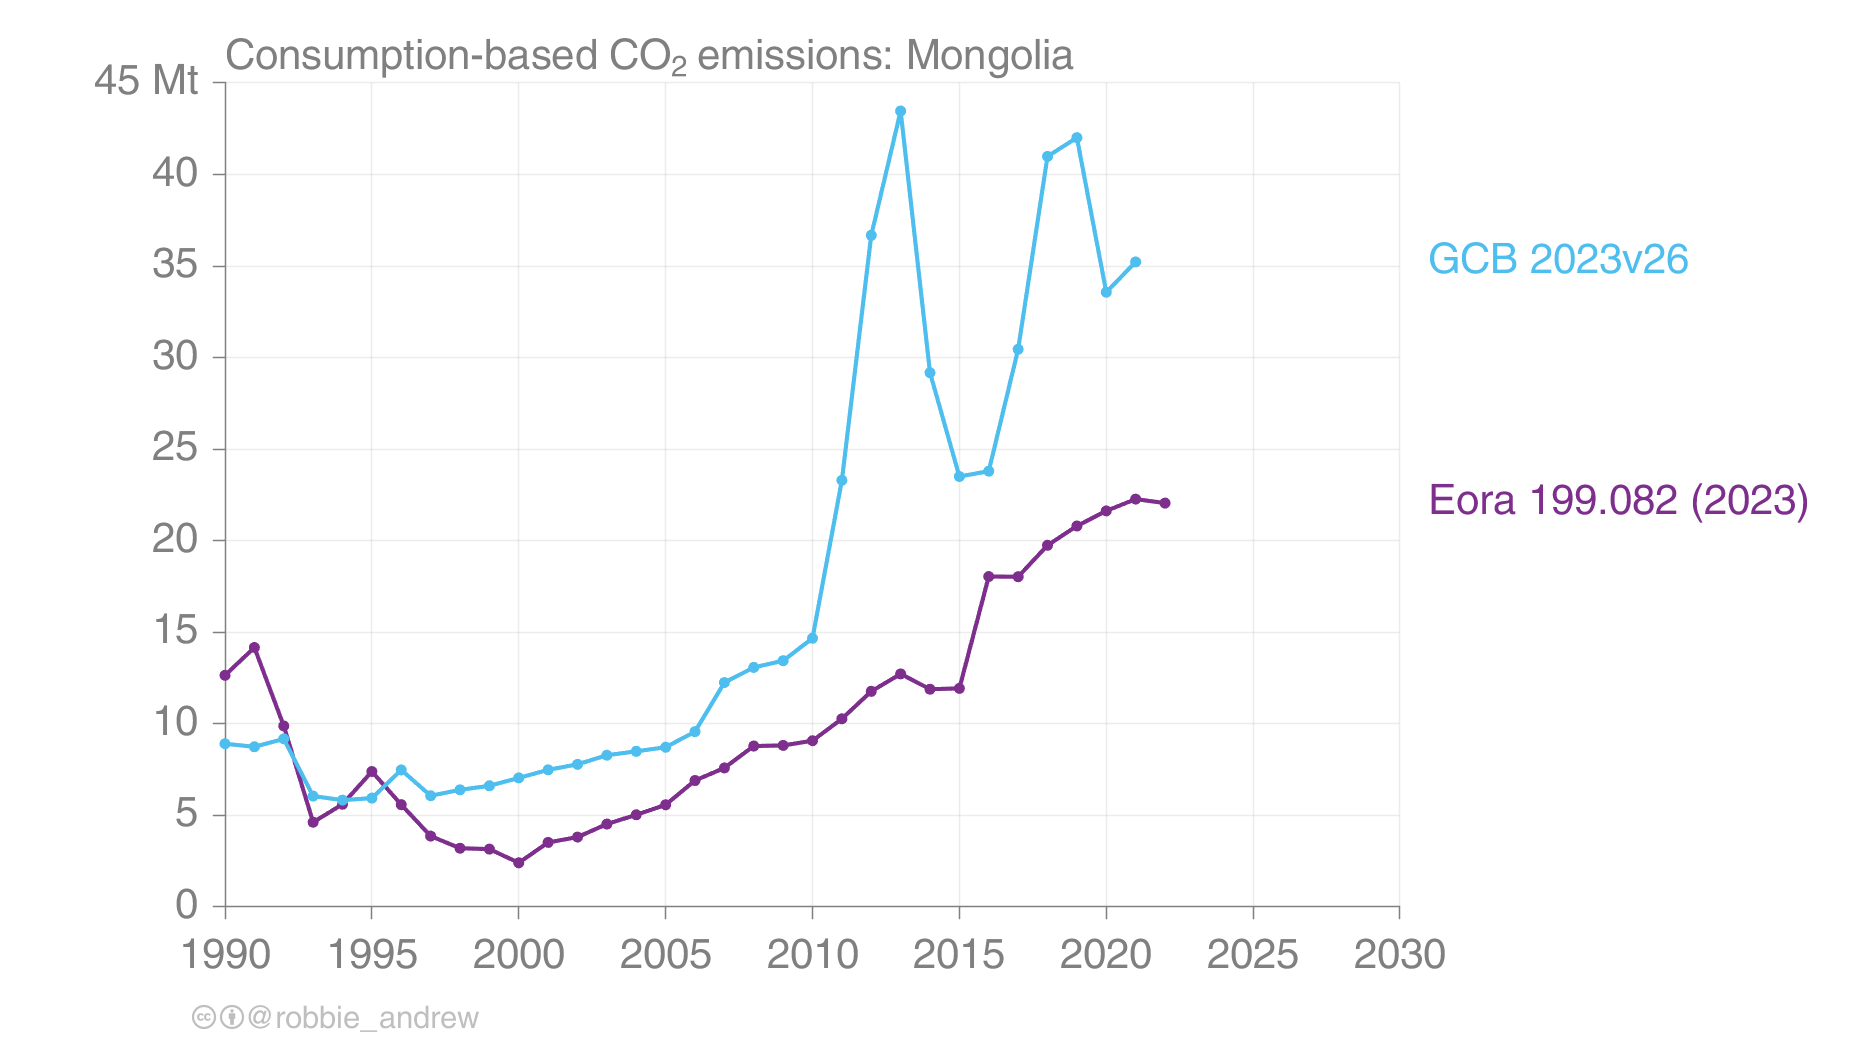 Consumption-based CO₂ emissions: Mongolia
45 Mt
40
35
30
25
20
15
10
5
0
GCB 2023v26
Eora 199.082 (2023)
1990 1995 2000 2005 2010 2015 2020 2025 2030
@robbie_andrew